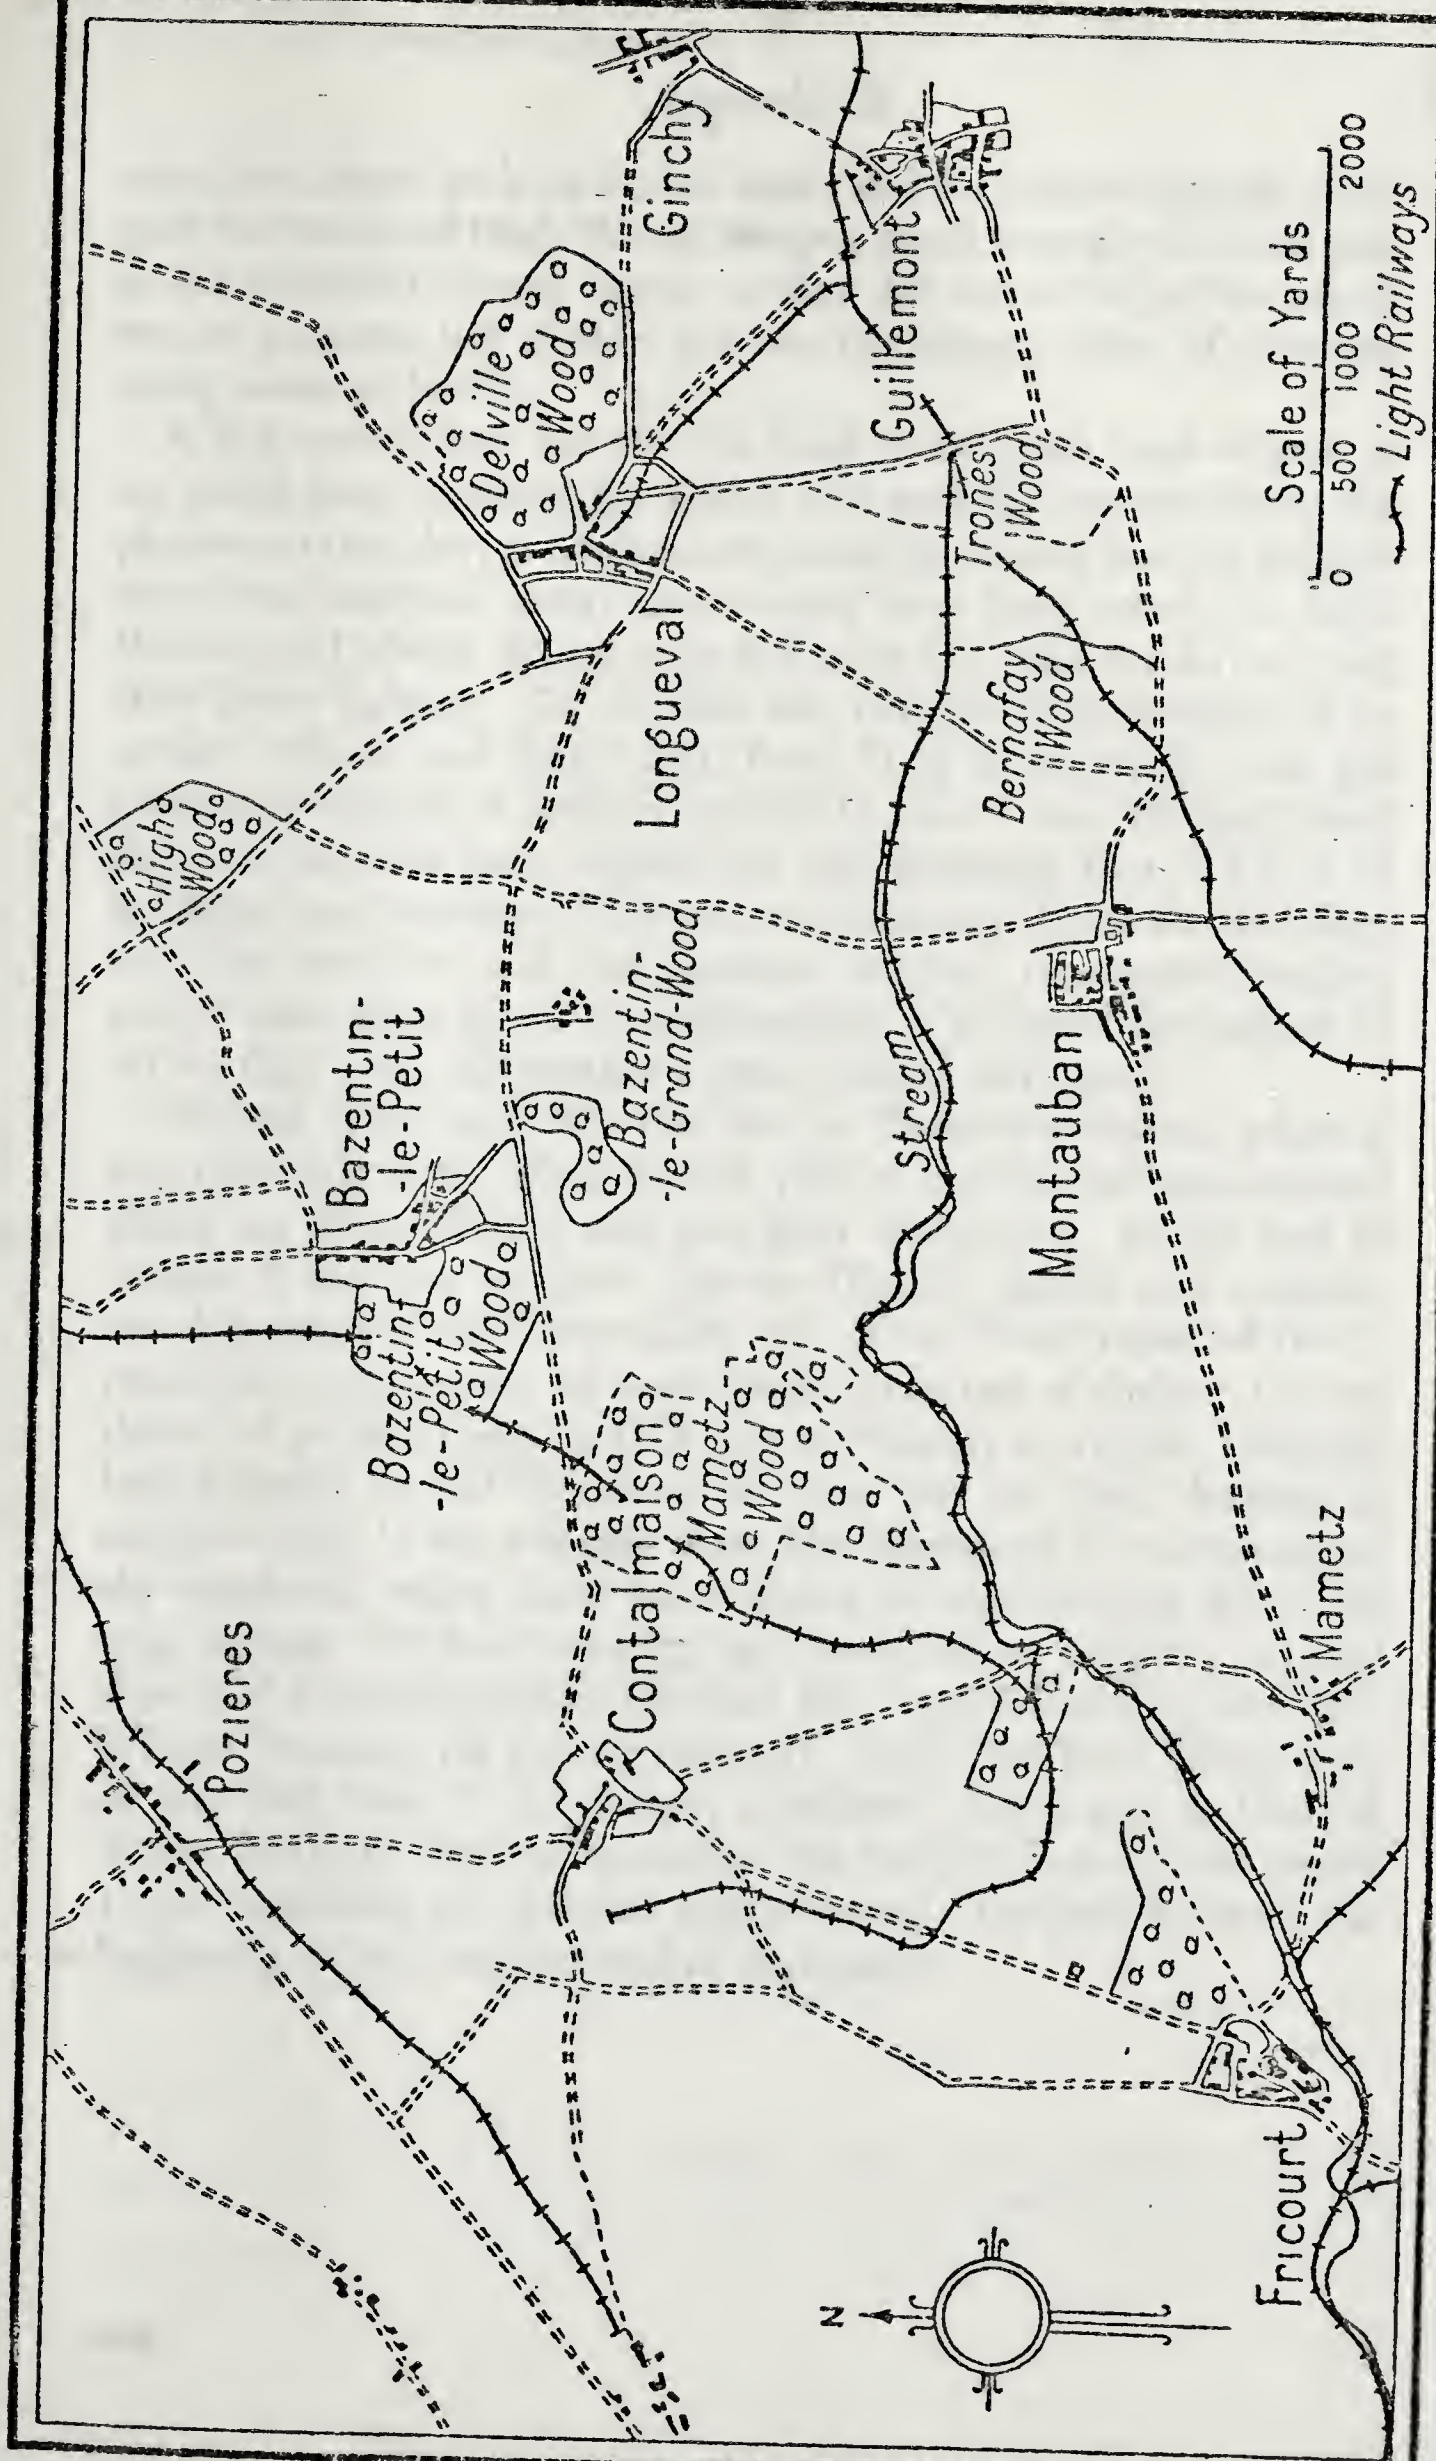 Pozieres
High
Wood
Bazentin-
-le-Petit
Bazentin
-le-Petit
Wood
Delville
Wood
Ginchy
Contalmaison
Bazentin-
-le-Grand-Wood
Longueval
Mametz
Wood
Guillemont
Stream
Trones
Wood
Bernafay
Wood
Montauban
N
Fricourt
Mametz
Scale of Yards
0 500 1000 2000
Light Railways